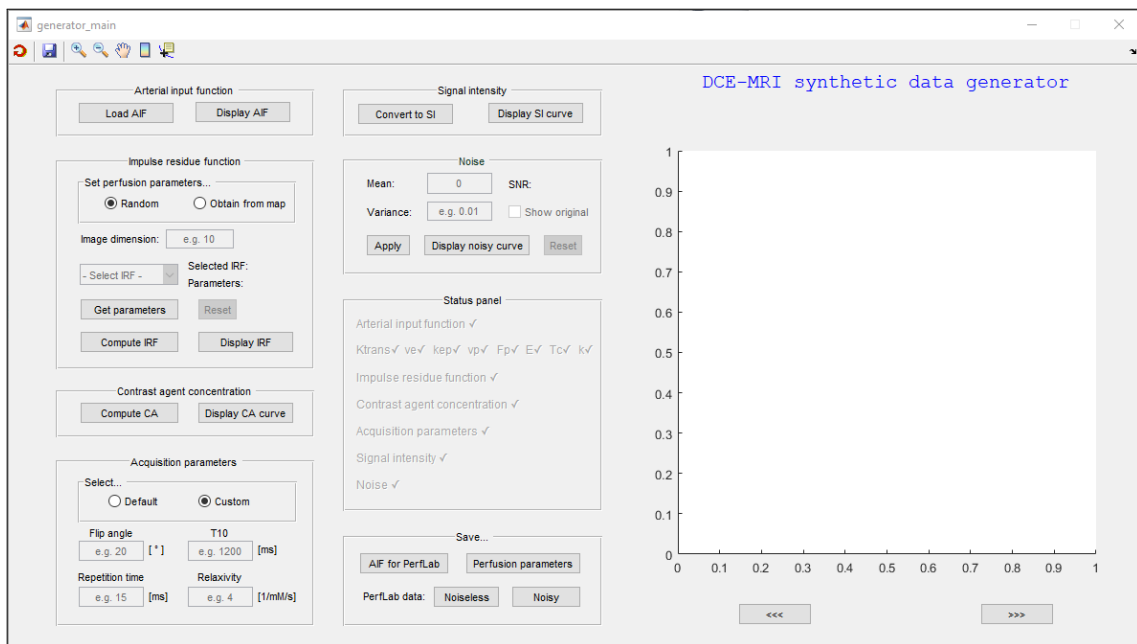 generator_main
DCE-MRI synthetic data generator
Arterial input function
Load AIF Display AIF
Impulse residue function
Set perfusion parameters...
Random Obtain from map
Image dimension: e.g. 10
- Select IRF - Selected IRF:
Parameters:
Get parameters Reset
Compute IRF Display IRF
Contrast agent concentration
Compute CA Display CA curve
Acquisition parameters
Select...
Default Custom
Flip angle T10
e.g. 20 [ ° ] e.g. 1200 [ms]
Repetition time Relaxivity
e.g. 15 [ms] e.g. 4 [1/mM/s]
Signal intensity
Convert to SI Display SI curve
Noise
Mean: 0 SNR:
Variance: e.g. 0.01 Show original
Apply Display noisy curve Reset
Status panel
Arterial input function ✓
Ktrans✓ ve✓ kep✓ vp✓ Fp✓ E✓ Tc✓ k✓
Impulse residue function ✓
Contrast agent concentration ✓
Acquisition parameters ✓
Signal intensity ✓
Noise ✓
Save...
AIF for PerfLab Perfusion parameters
PerfLab data: Noiseless Noisy
1
0.9
0.8
0.7
0.6
0.5
0.4
0.3
0.2
0.1
0
0 0.1 0.2 0.3 0.4 0.5 0.6 0.7 0.8 0.9 1
<<< >>>